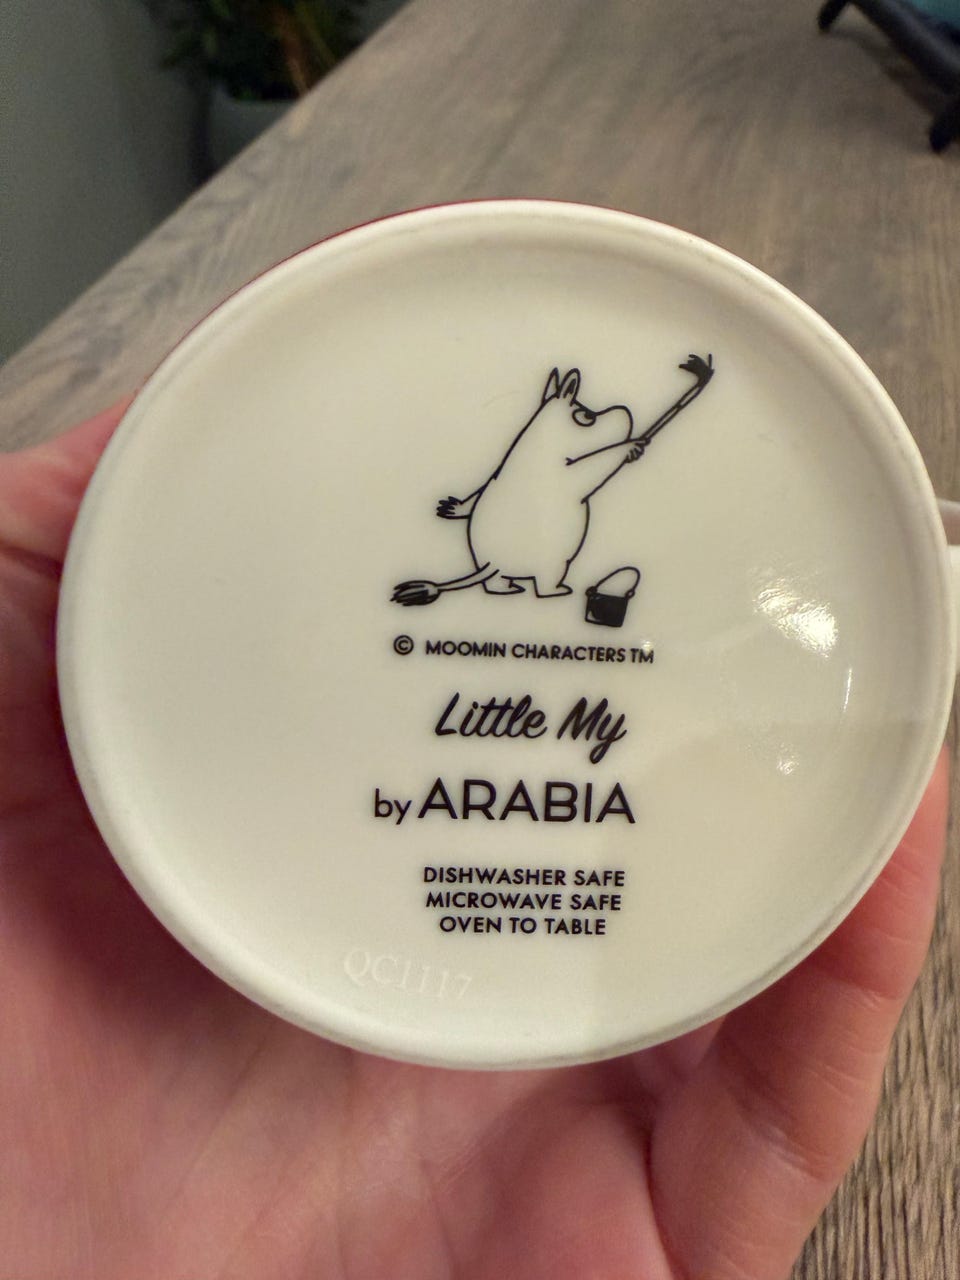 © MOOMIN CHARACTERS TM
Little My
by ARABIA
DISHWASHER SAFE
MICROWAVE SAFE
OVEN TO TABLE
QC1117